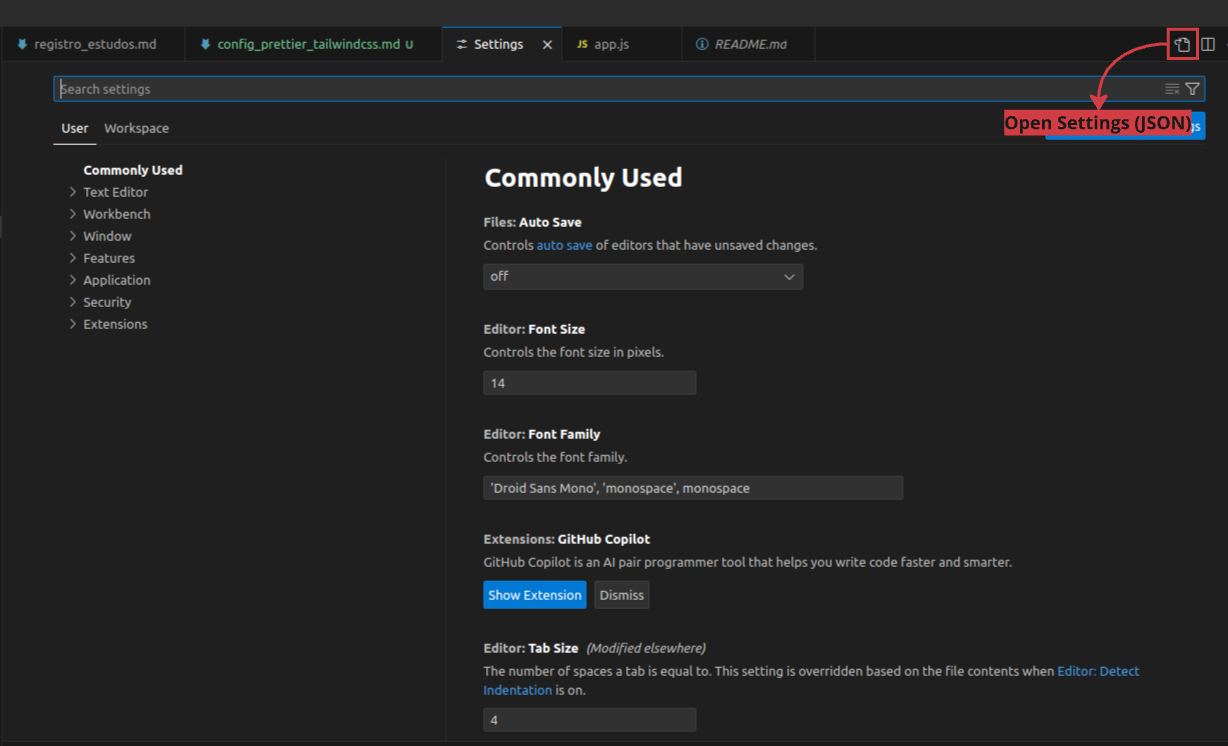 registro_estudos.md
config_prettier_tailwindcss.md U
Settings
JS app.js
README.md
Search settings
User
Workspace
Open Settings (JSON)
Commonly Used
Text Editor
Workbench
Window
Features
Application
Security
Extensions
Commonly Used
Files: Auto Save
Controls auto save of editors that have unsaved changes.
off
Editor: Font Size
Controls the font size in pixels.
14
Editor: Font Family
Controls the font family.
'Droid Sans Mono', 'monospace', monospace
Extensions: GitHub Copilot
GitHub Copilot is an AI pair programmer tool that helps you write code faster and smarter.
Show Extension
Dismiss
Editor: Tab Size (Modified elsewhere)
The number of spaces a tab is equal to. This setting is overridden based on the file contents when Editor: Detect
Indentation is on.
4